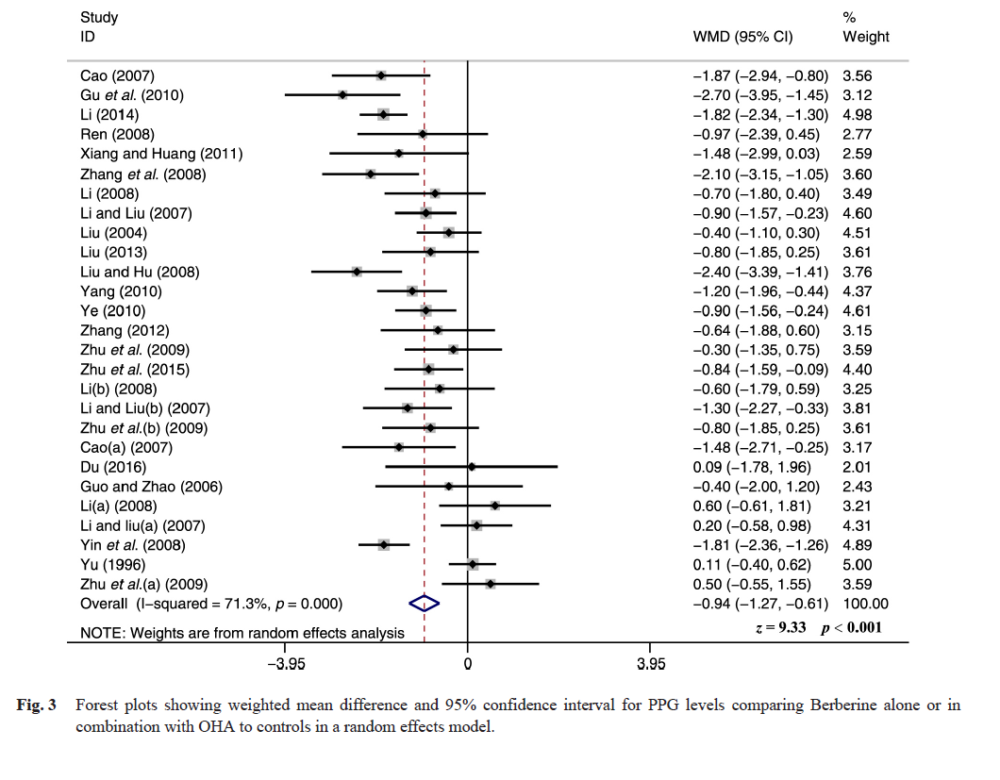 Study %
ID WMD (95% CI) Weight
Cao (2007) −1.87 (−2.94, −0.80) 3.56
Gu et al. (2010) −2.70 (−3.95, −1.45) 3.12
Li (2014) −1.82 (−2.34, −1.30) 4.98
Ren (2008) −0.97 (−2.39, 0.45) 2.77
Xiang and Huang (2011) −1.48 (−2.99, 0.03) 2.59
Zhang et al. (2008) −2.10 (−3.15, −1.05) 3.60
Li (2008) −0.70 (−1.80, 0.40) 3.49
Li and Liu (2007) −0.90 (−1.57, −0.23) 4.60
Liu (2004) −0.40 (−1.10, 0.30) 4.51
Liu (2013) −0.80 (−1.85, 0.25) 3.61
Liu and Hu (2008) −2.40 (−3.39, −1.41) 3.76
Yang (2010) −1.20 (−1.96, −0.44) 4.37
Ye (2010) −0.90 (−1.56, −0.24) 4.61
Zhang (2012) −0.64 (−1.88, 0.60) 3.15
Zhu et al. (2009) −0.30 (−1.35, 0.75) 3.59
Zhu et al. (2015) −0.84 (−1.59, −0.09) 4.40
Li(b) (2008) −0.60 (−1.79, 0.59) 3.25
Li and Liu(b) (2007) −1.30 (−2.27, −0.33) 3.81
Zhu et al.(b) (2009) −0.80 (−1.85, 0.25) 3.61
Cao(a) (2007) −1.48 (−2.71, −0.25) 3.17
Du (2016) 0.09 (−1.78, 1.96) 2.01
Guo and Zhao (2006) −0.40 (−2.00, 1.20) 2.43
Li(a) (2008) 0.60 (−0.61, 1.81) 3.21
Li and liu(a) (2007) 0.20 (−0.58, 0.98) 4.31
Yin et al. (2008) −1.81 (−2.36, −1.26) 4.89
Yu (1996) 0.11 (−0.40, 0.62) 5.00
Zhu et al.(a) (2009) 0.50 (−0.55, 1.55) 3.59
Overall (I−squared = 71.3%, p = 0.000) −0.94 (−1.27, −0.61) 100.00
z = 9.33 p < 0.001
NOTE: Weights are from random effects analysis
−3.95 0 3.95
Fig. 3 Forest plots showing weighted mean difference and 95% confidence interval for PPG levels comparing Berberine alone or in
combination with OHA to controls in a random effects model.